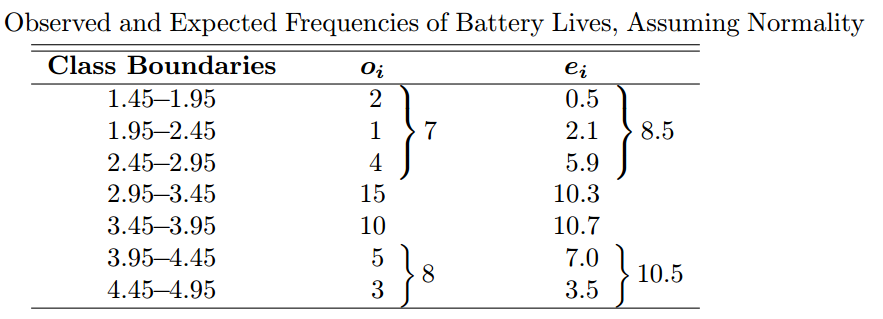 Observed and Expected Frequencies of Battery Lives, Assuming Normality
Class Boundaries oᵢ eᵢ
1.45–1.95 2 0.5
1.95–2.45 1 } 7 2.1 } 8.5
2.45–2.95 4 5.9
2.95–3.45 15 10.3
3.45–3.95 10 10.7
3.95–4.45 5 } 8 7.0 } 10.5
4.45–4.95 3 3.5